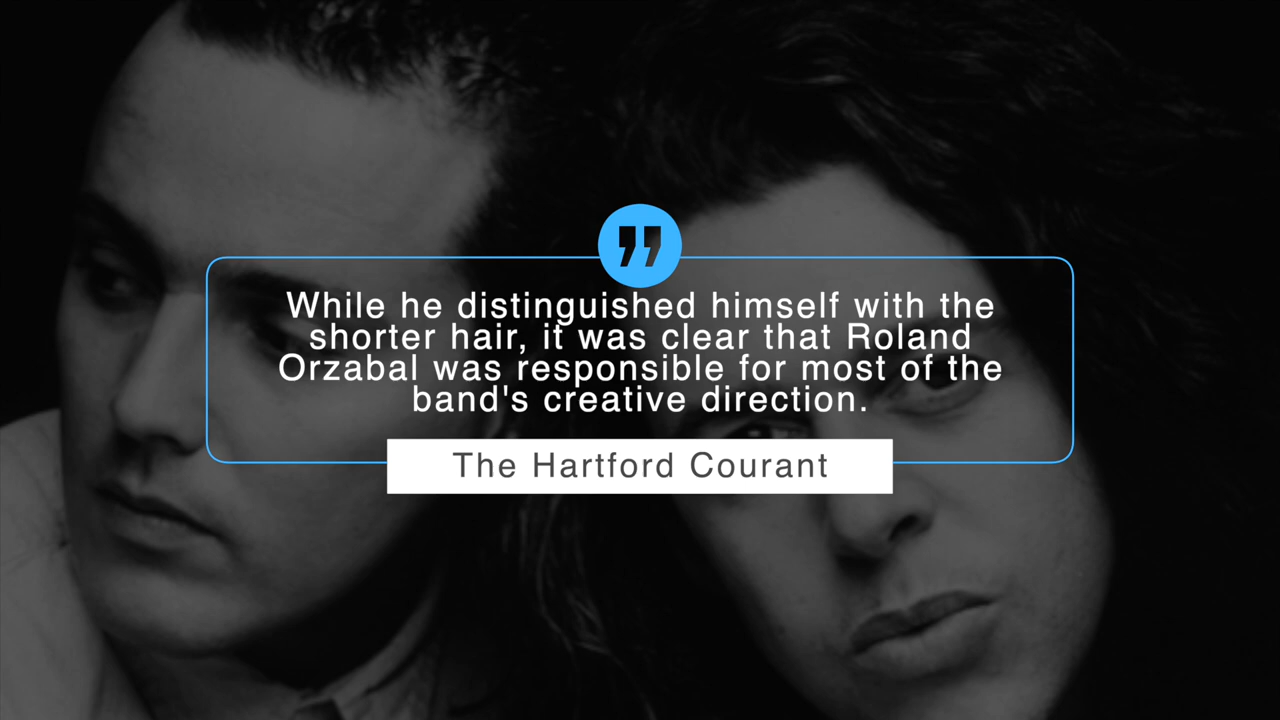 While he distinguished himself with the
shorter hair, it was clear that Roland
Orzabal was responsible for most of the
band's creative direction.
The Hartford Courant